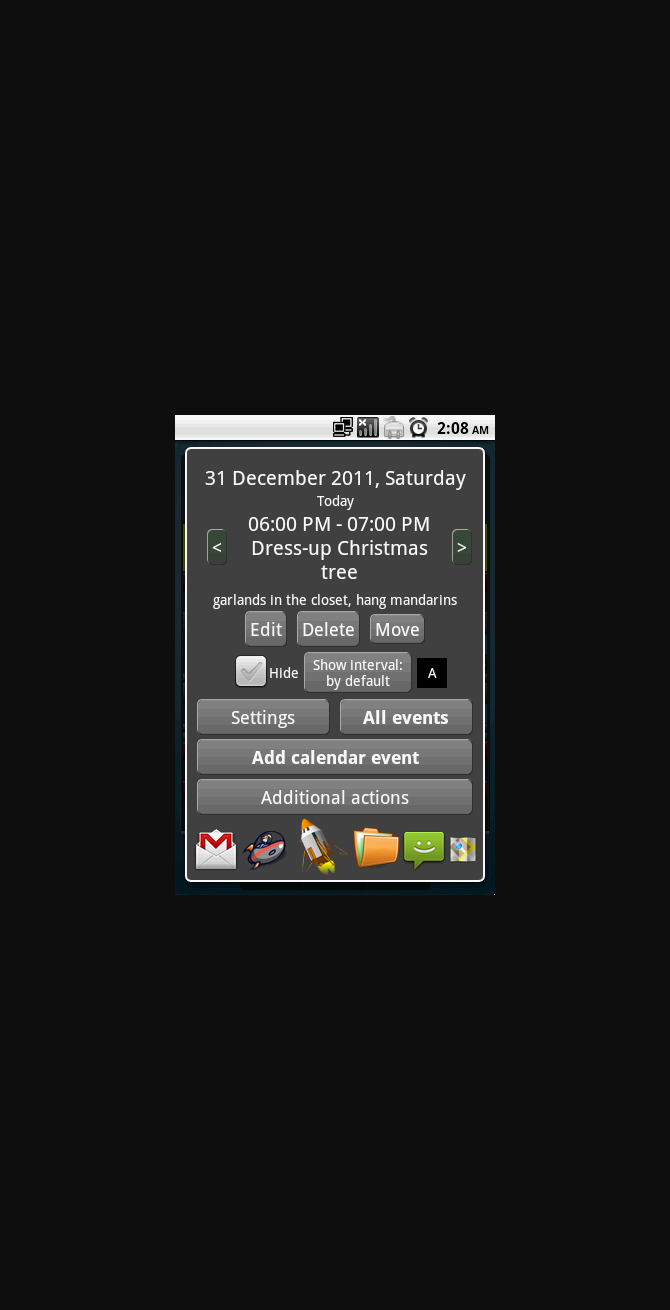 2:08 AM
31 December 2011, Saturday
Today
06:00 PM - 07:00 PM
Dress-up Christmas
tree
<
>
garlands in the closet, hang mandarins
Edit Delete Move
Hide
Show interval:
by default
A
Settings All events
Add calendar event
Additional actions